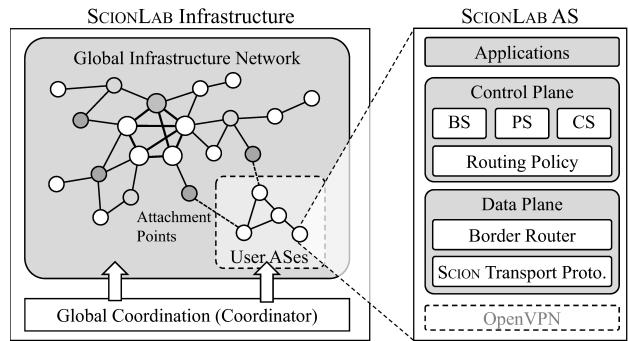 SCIONLAB Infrastructure
Global Infrastructure Network
Attachment
Points
User ASes
Global Coordination (Coordinator)
SCIONLAB AS
Applications
Control Plane
BS PS CS
Routing Policy
Data Plane
Border Router
SCION Transport Proto.
OpenVPN